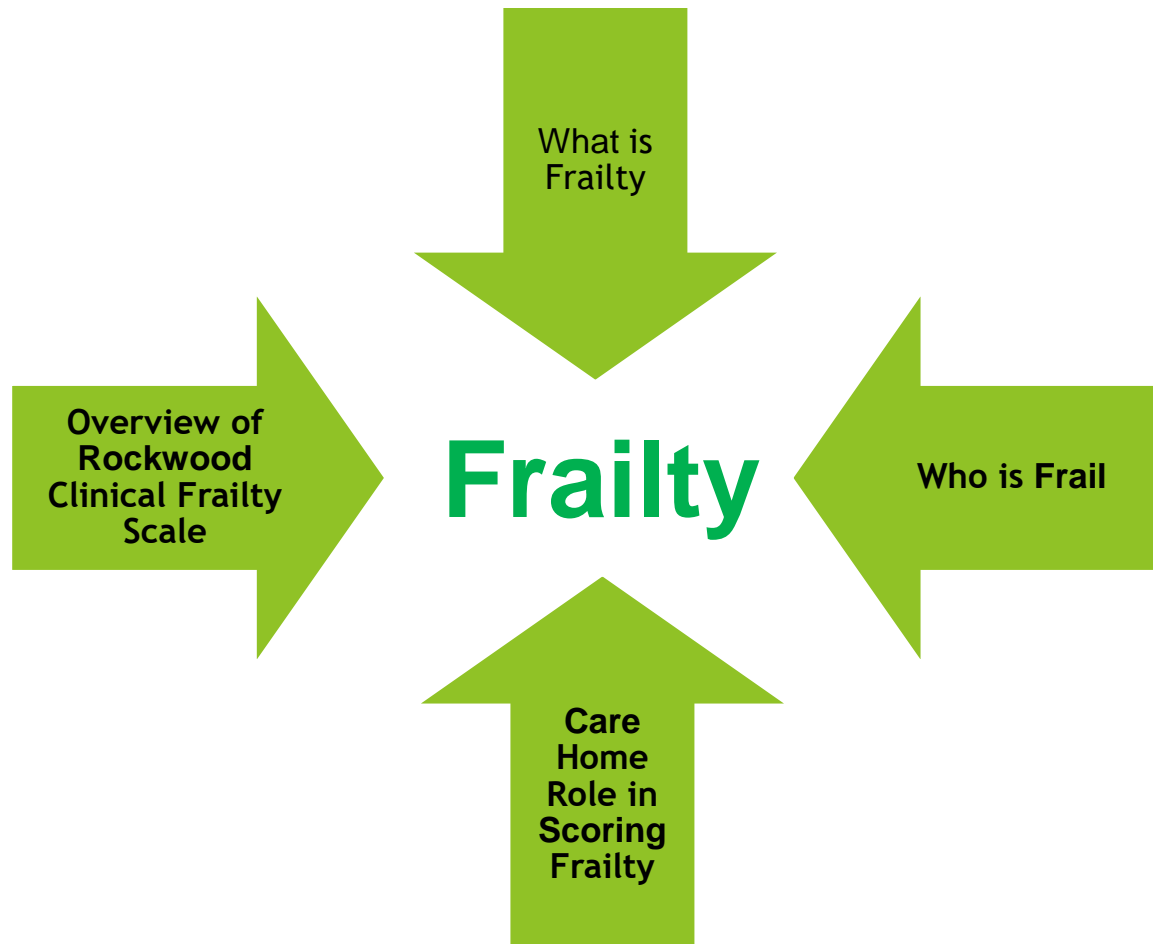 What is
Frailty
Overview of
Rockwood
Clinical Frailty
Scale
Frailty
Who is Frail
Care
Home
Role in
Scoring
Frailty